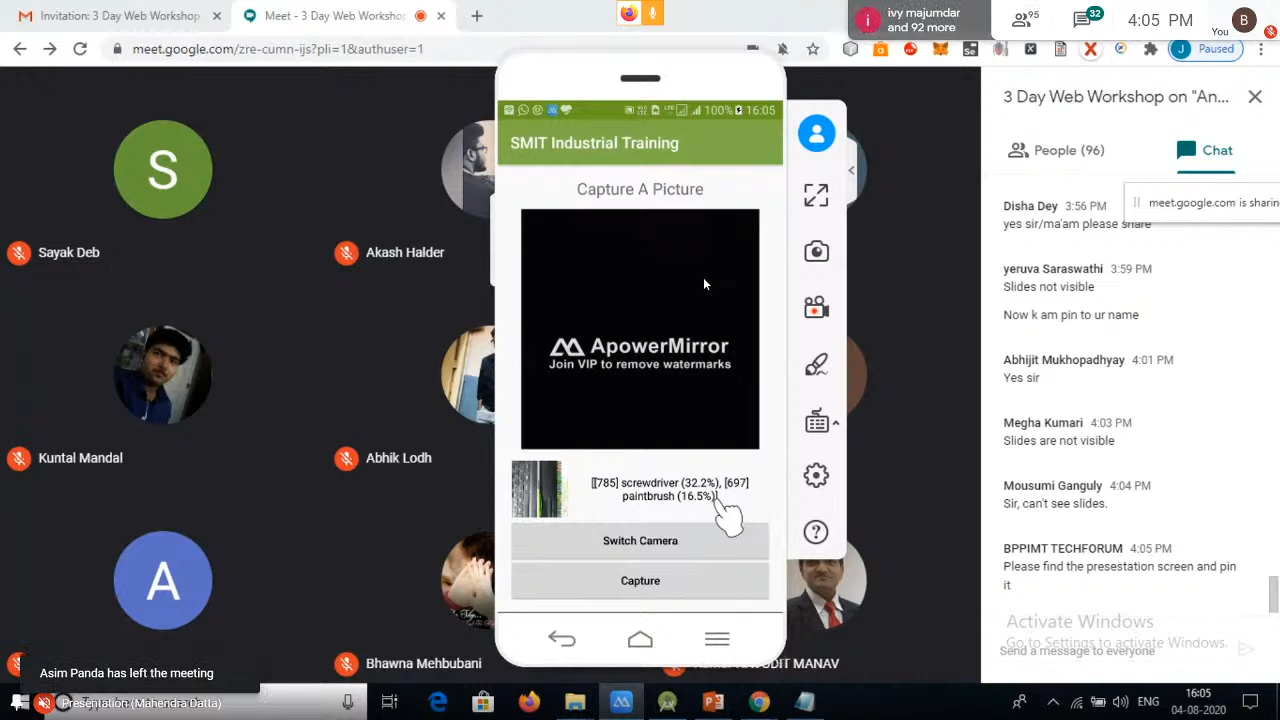 Invitation: 3 Day Web Workshop
Meet - 3 Day Web Workshop
ivy majumdar
and 92 more
95
32
4:05 PM
You
B
meet.google.com/zre-cumn-ijs?pli=1&authuser=1
J Paused
S
Sayak Deb
Akash Halder
Kuntal Mandal
Abhik Lodh
A
Bhawna Mehbubani
MANAV
Asim Panda has left the meeting
Presentation (Mahendra Datta)
100% 16:05
SMIT Industrial Training
Capture A Picture
ApowerMirror
Join VIP to remove watermarks
[[785] screwdriver (32.2%), [697]
paintbrush (16.5%)]
Switch Camera
Capture
3 Day Web Workshop on "An...
People (96)
Chat
meet.google.com is sharin
Disha Dey 3:56 PM
yes sir/ma'am please share
yeruva Saraswathi 3:59 PM
Slides not visible
Now k am pin to ur name
Abhijit Mukhopadhyay 4:01 PM
Yes sir
Megha Kumari 4:03 PM
Slides are not visible
Mousumi Ganguly 4:04 PM
Sir, can't see slides.
BPPIMT TECHFORUM 4:05 PM
Please find the presestation screen and pin
it
Activate Windows
Go to Settings to activate Windows.
Send a message to everyone
ENG
16:05
04-08-2020